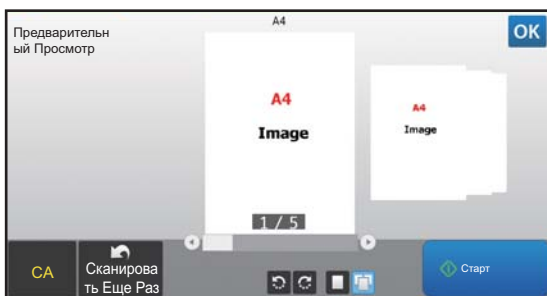 A4
Предварительн
ый Просмотр
OK
A4
Image
A4
Image
1 / 5
CA
Сканирова
ть Еще Раз
Старт